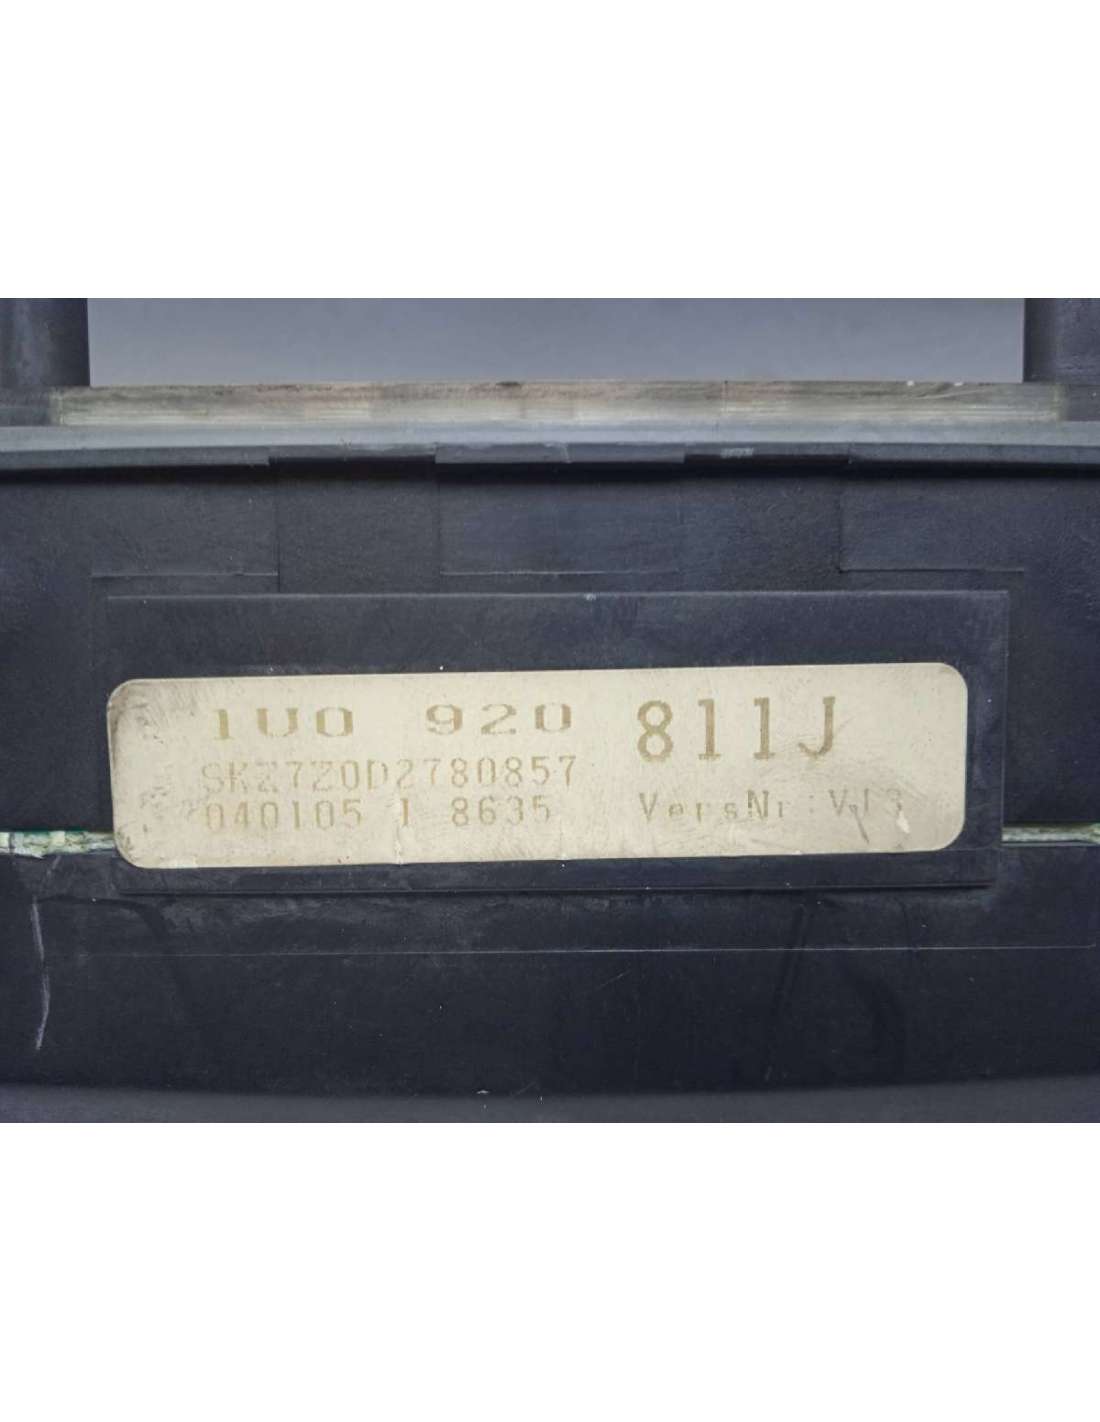 1U0 920 811J
SKZ7Z0D2780857
040105 1 8635 VersNr:V13